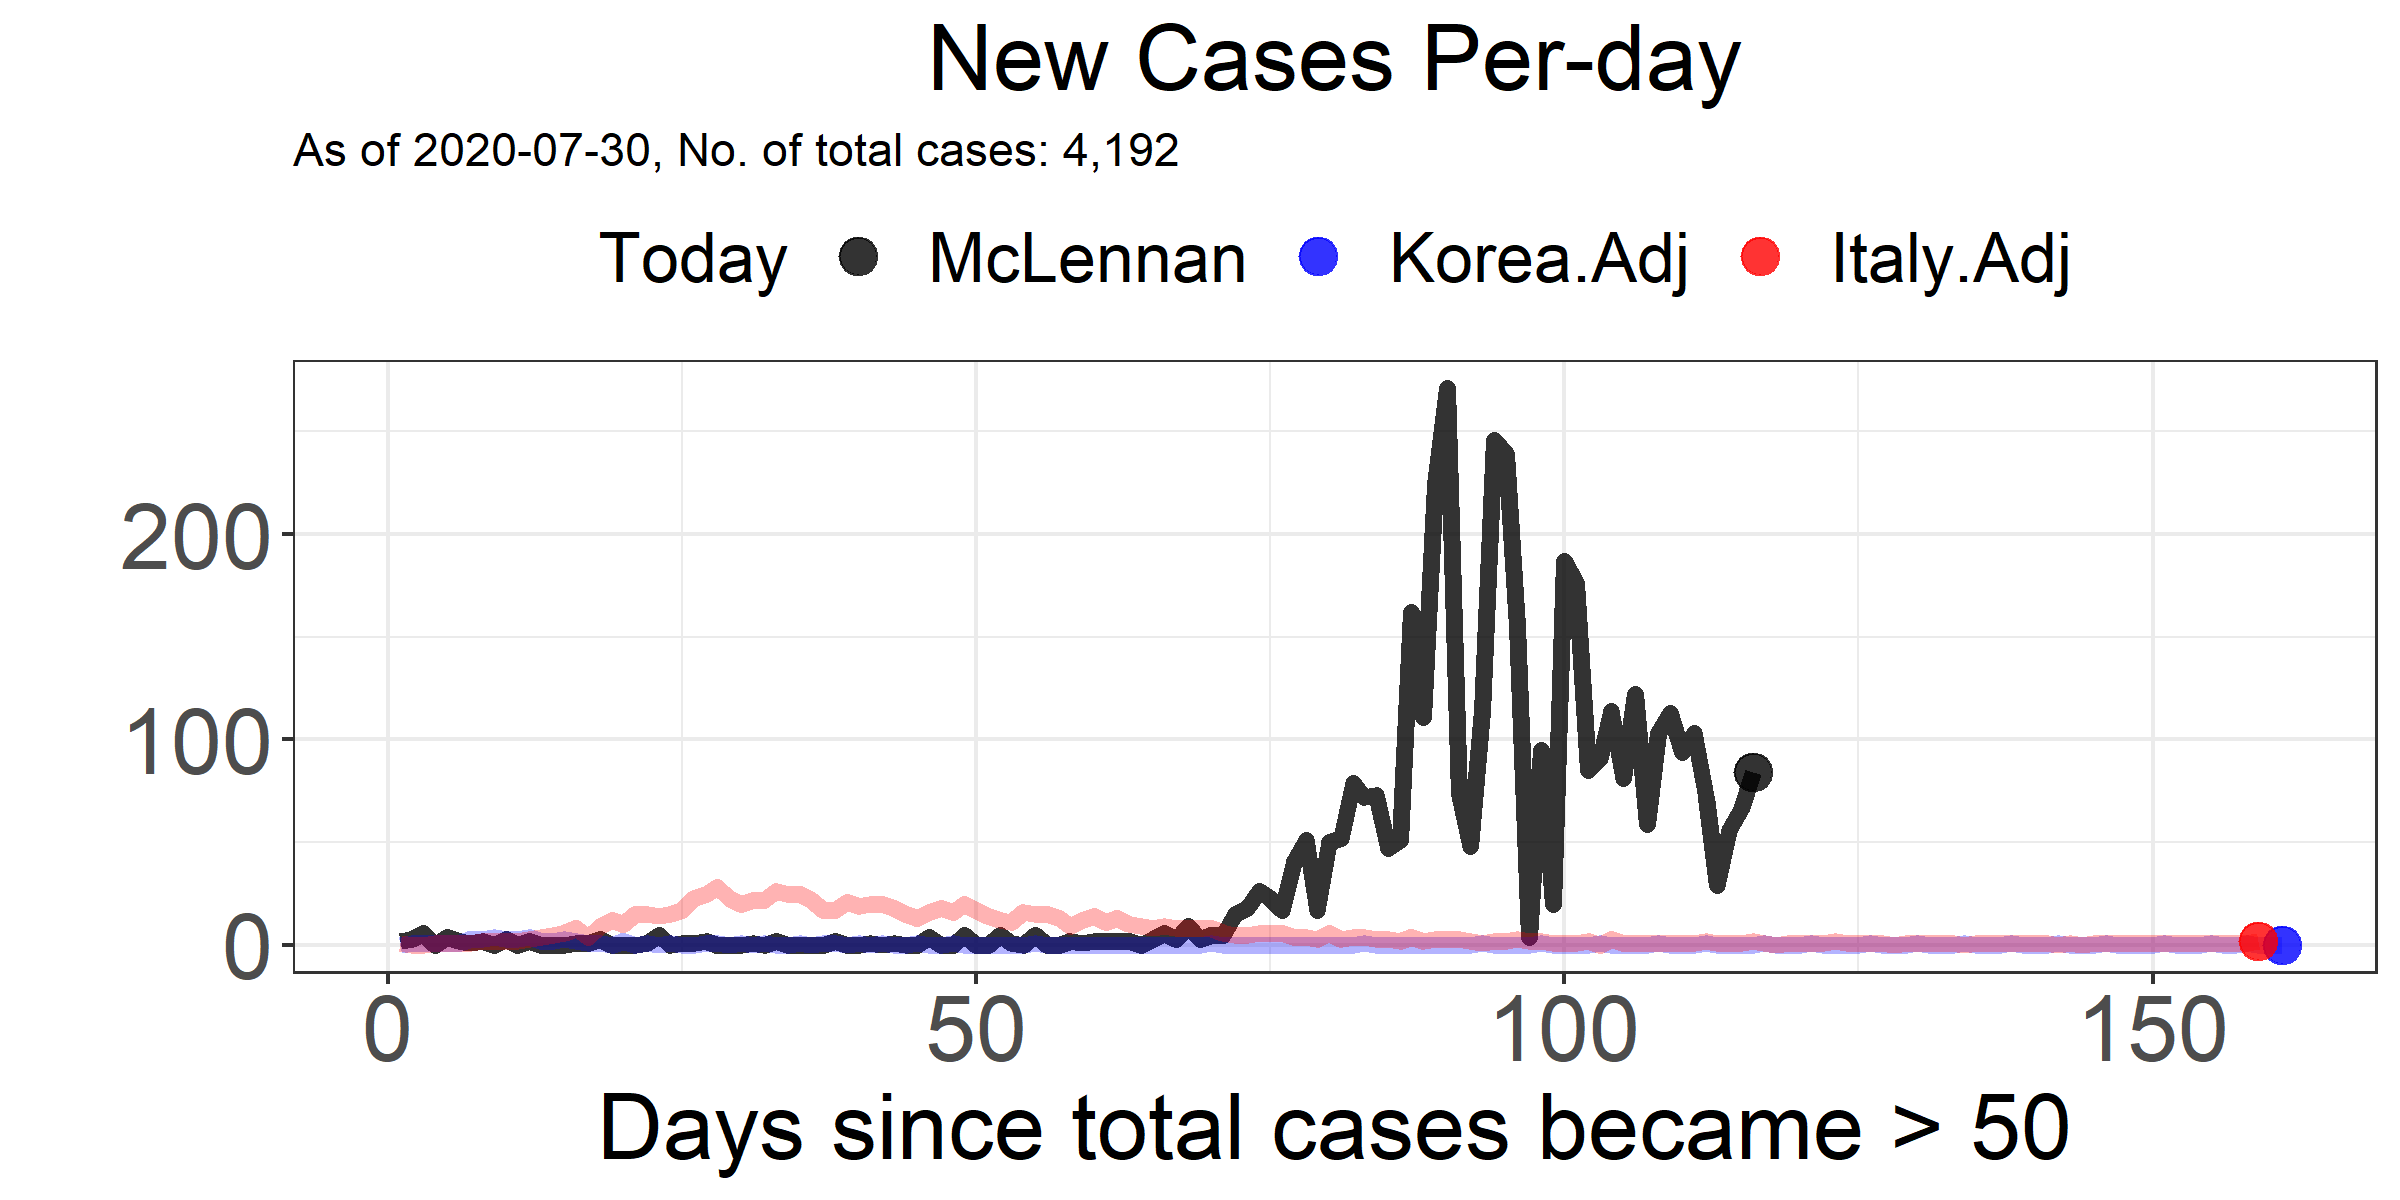 New Cases Per-day
As of 2020-07-30, No. of total cases: 4,192
Today McLennan Korea.Adj Italy.Adj
200
100
0
0 50 100 150
Days since total cases became > 50